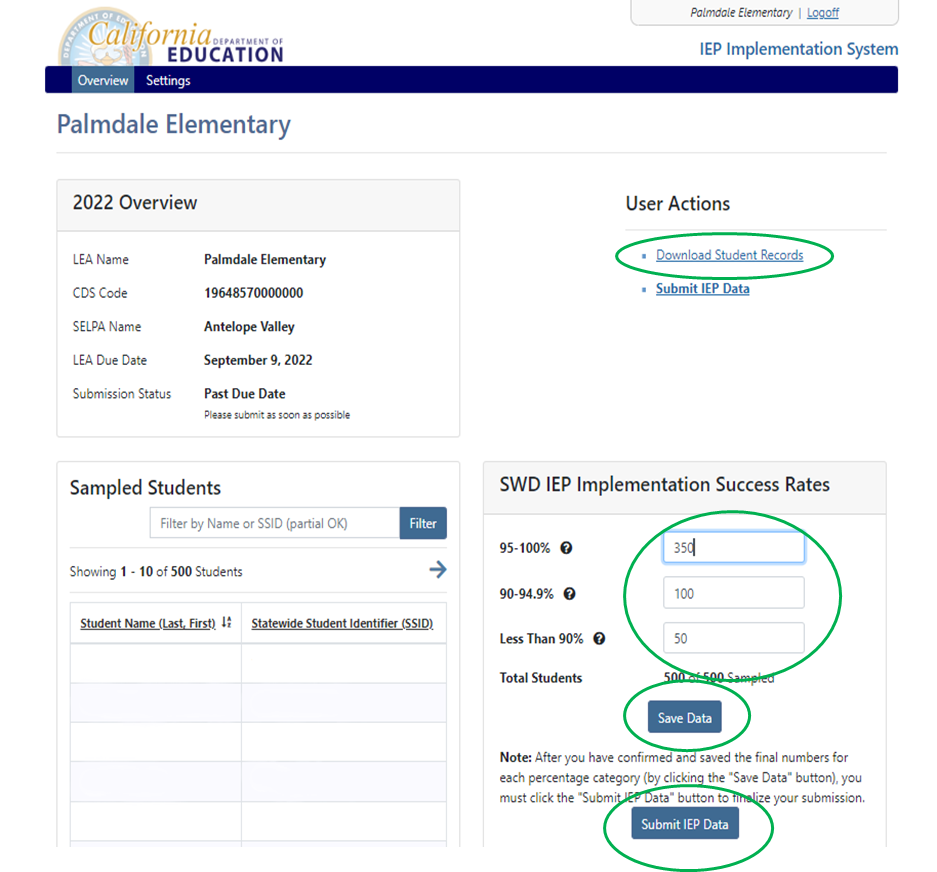 Palmdale Elementary | Logoff
California DEPARTMENT OF
EDUCATION
IEP Implementation System
Overview Settings
Palmdale Elementary
2022 Overview
LEA Name Palmdale Elementary
CDS Code 19648570000000
SELPA Name Antelope Valley
LEA Due Date September 9, 2022
Submission Status Past Due Date
Please submit as soon as possible
User Actions
Download Student Records
Submit IEP Data
Sampled Students
Filter by Name or SSID (partial OK) Filter
Showing 1 - 10 of 500 Students
Student Name (Last, First) Statewide Student Identifier (SSID)
SWD IEP Implementation Success Rates
95-100% ? 350
90-94.9% ? 100
Less Than 90% ? 50
Total Students 500 of 500 Sampled
Save Data
Note: After you have confirmed and saved the final numbers for
each percentage category (by clicking the "Save Data" button), you
must click the "Submit IEP Data" button to finalize your submission.
Submit IEP Data